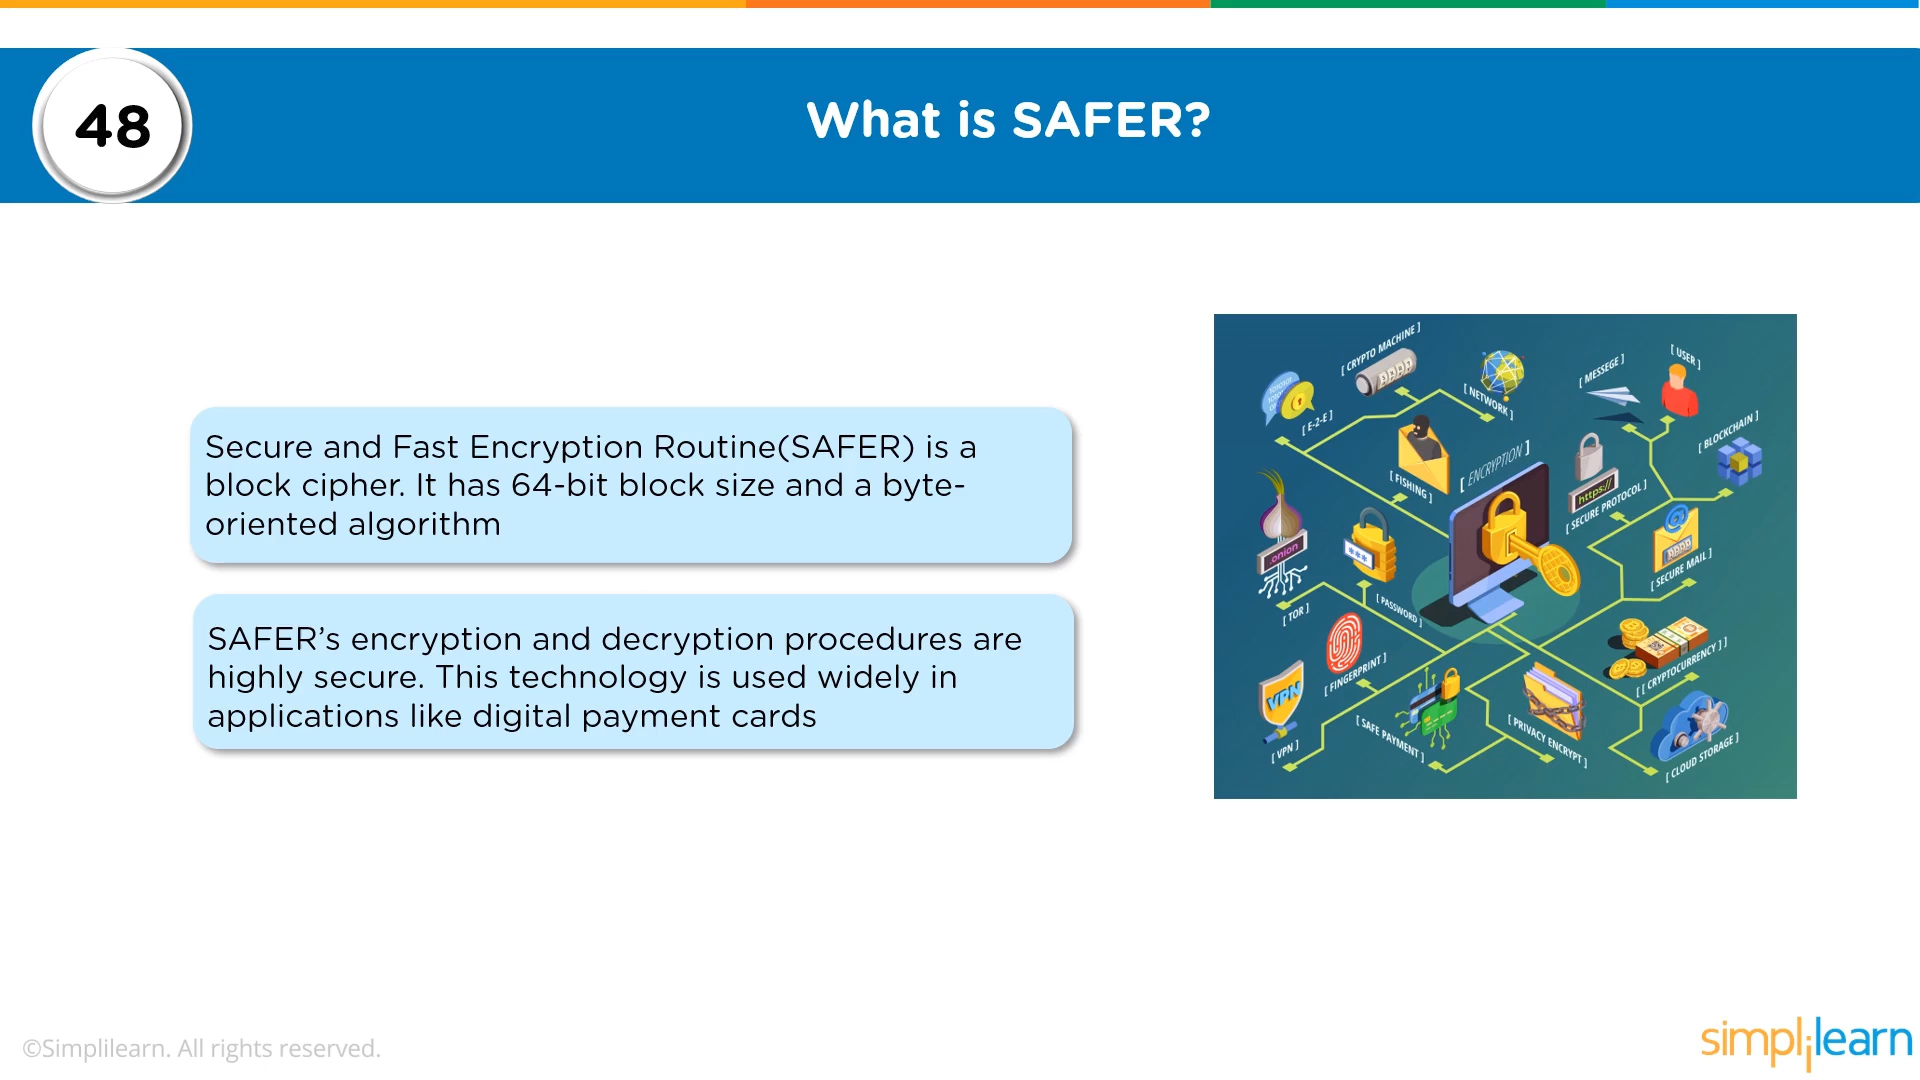 48
What is SAFER?
Secure and Fast Encryption Routine(SAFER) is a
block cipher. It has 64-bit block size and a byte-
oriented algorithm
SAFER’s encryption and decryption procedures are
highly secure. This technology is used widely in
applications like digital payment cards
[ CRYPTO MACHINE ]
[ NETWORK ]
[ MESSEGE ]
[ USER ]
[ E-2-E ]
[ BLOCKCHAIN ]
[ FISHING ]
[ ENCRYPTION ]
https://
[ SECURE PROTOCOL ]
.onion
***
[ SECURE MAIL ]
[ TOR ]
[ PASSWORD ]
[ FINGERPRINT ]
[ [ CRYPTOCURRENCY ] ]
VPN
[ VPN ]
[ SAFE PAYMENT ]
[ PRIVACY ENCRYPT ]
[ CLOUD STORAGE ]
©Simplilearn. All rights reserved.
simplilearn